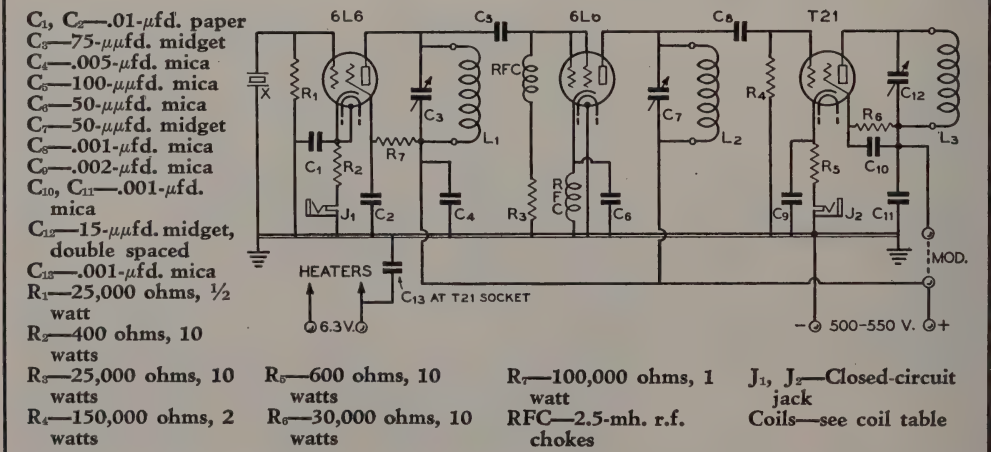 C₁, C₂—.01-μfd. paper
C₃—75-μμfd. midget
C₄—.005-μfd. mica
C₅—100-μμfd. mica
C₆—50-μμfd. mica
C₇—50-μμfd. midget
C₈—.001-μfd. mica
C₉—.002-μfd. mica
C₁₀, C₁₁—.001-μfd.
mica
C₁₂—15-μμfd. midget,
double spaced
C₁₃—.001-μfd. mica
R₁—25,000 ohms, ½
watt
R₂—400 ohms, 10
watts
R₃—25,000 ohms, 10
watts
R₄—150,000 ohms, 2
watts
R₅—600 ohms, 10
watts
R₆—30,000 ohms, 10
watts
R₇—100,000 ohms, 1
watt
RFC—2.5-mh. r.f.
chokes
J₁, J₂—Closed-circuit
jack
Coils—see coil table
6L6
C5
6L6
C8
T21
X
R1
C3
L1
RFC
C7
L2
R4
C12
L3
R6
C1
R2
R7
R5
C10
J1
C2
C4
R3
RFC
C6
C9
J2
C11
MOD.
HEATERS
C13 AT T21 SOCKET
6.3V.
− 500-550 V. +